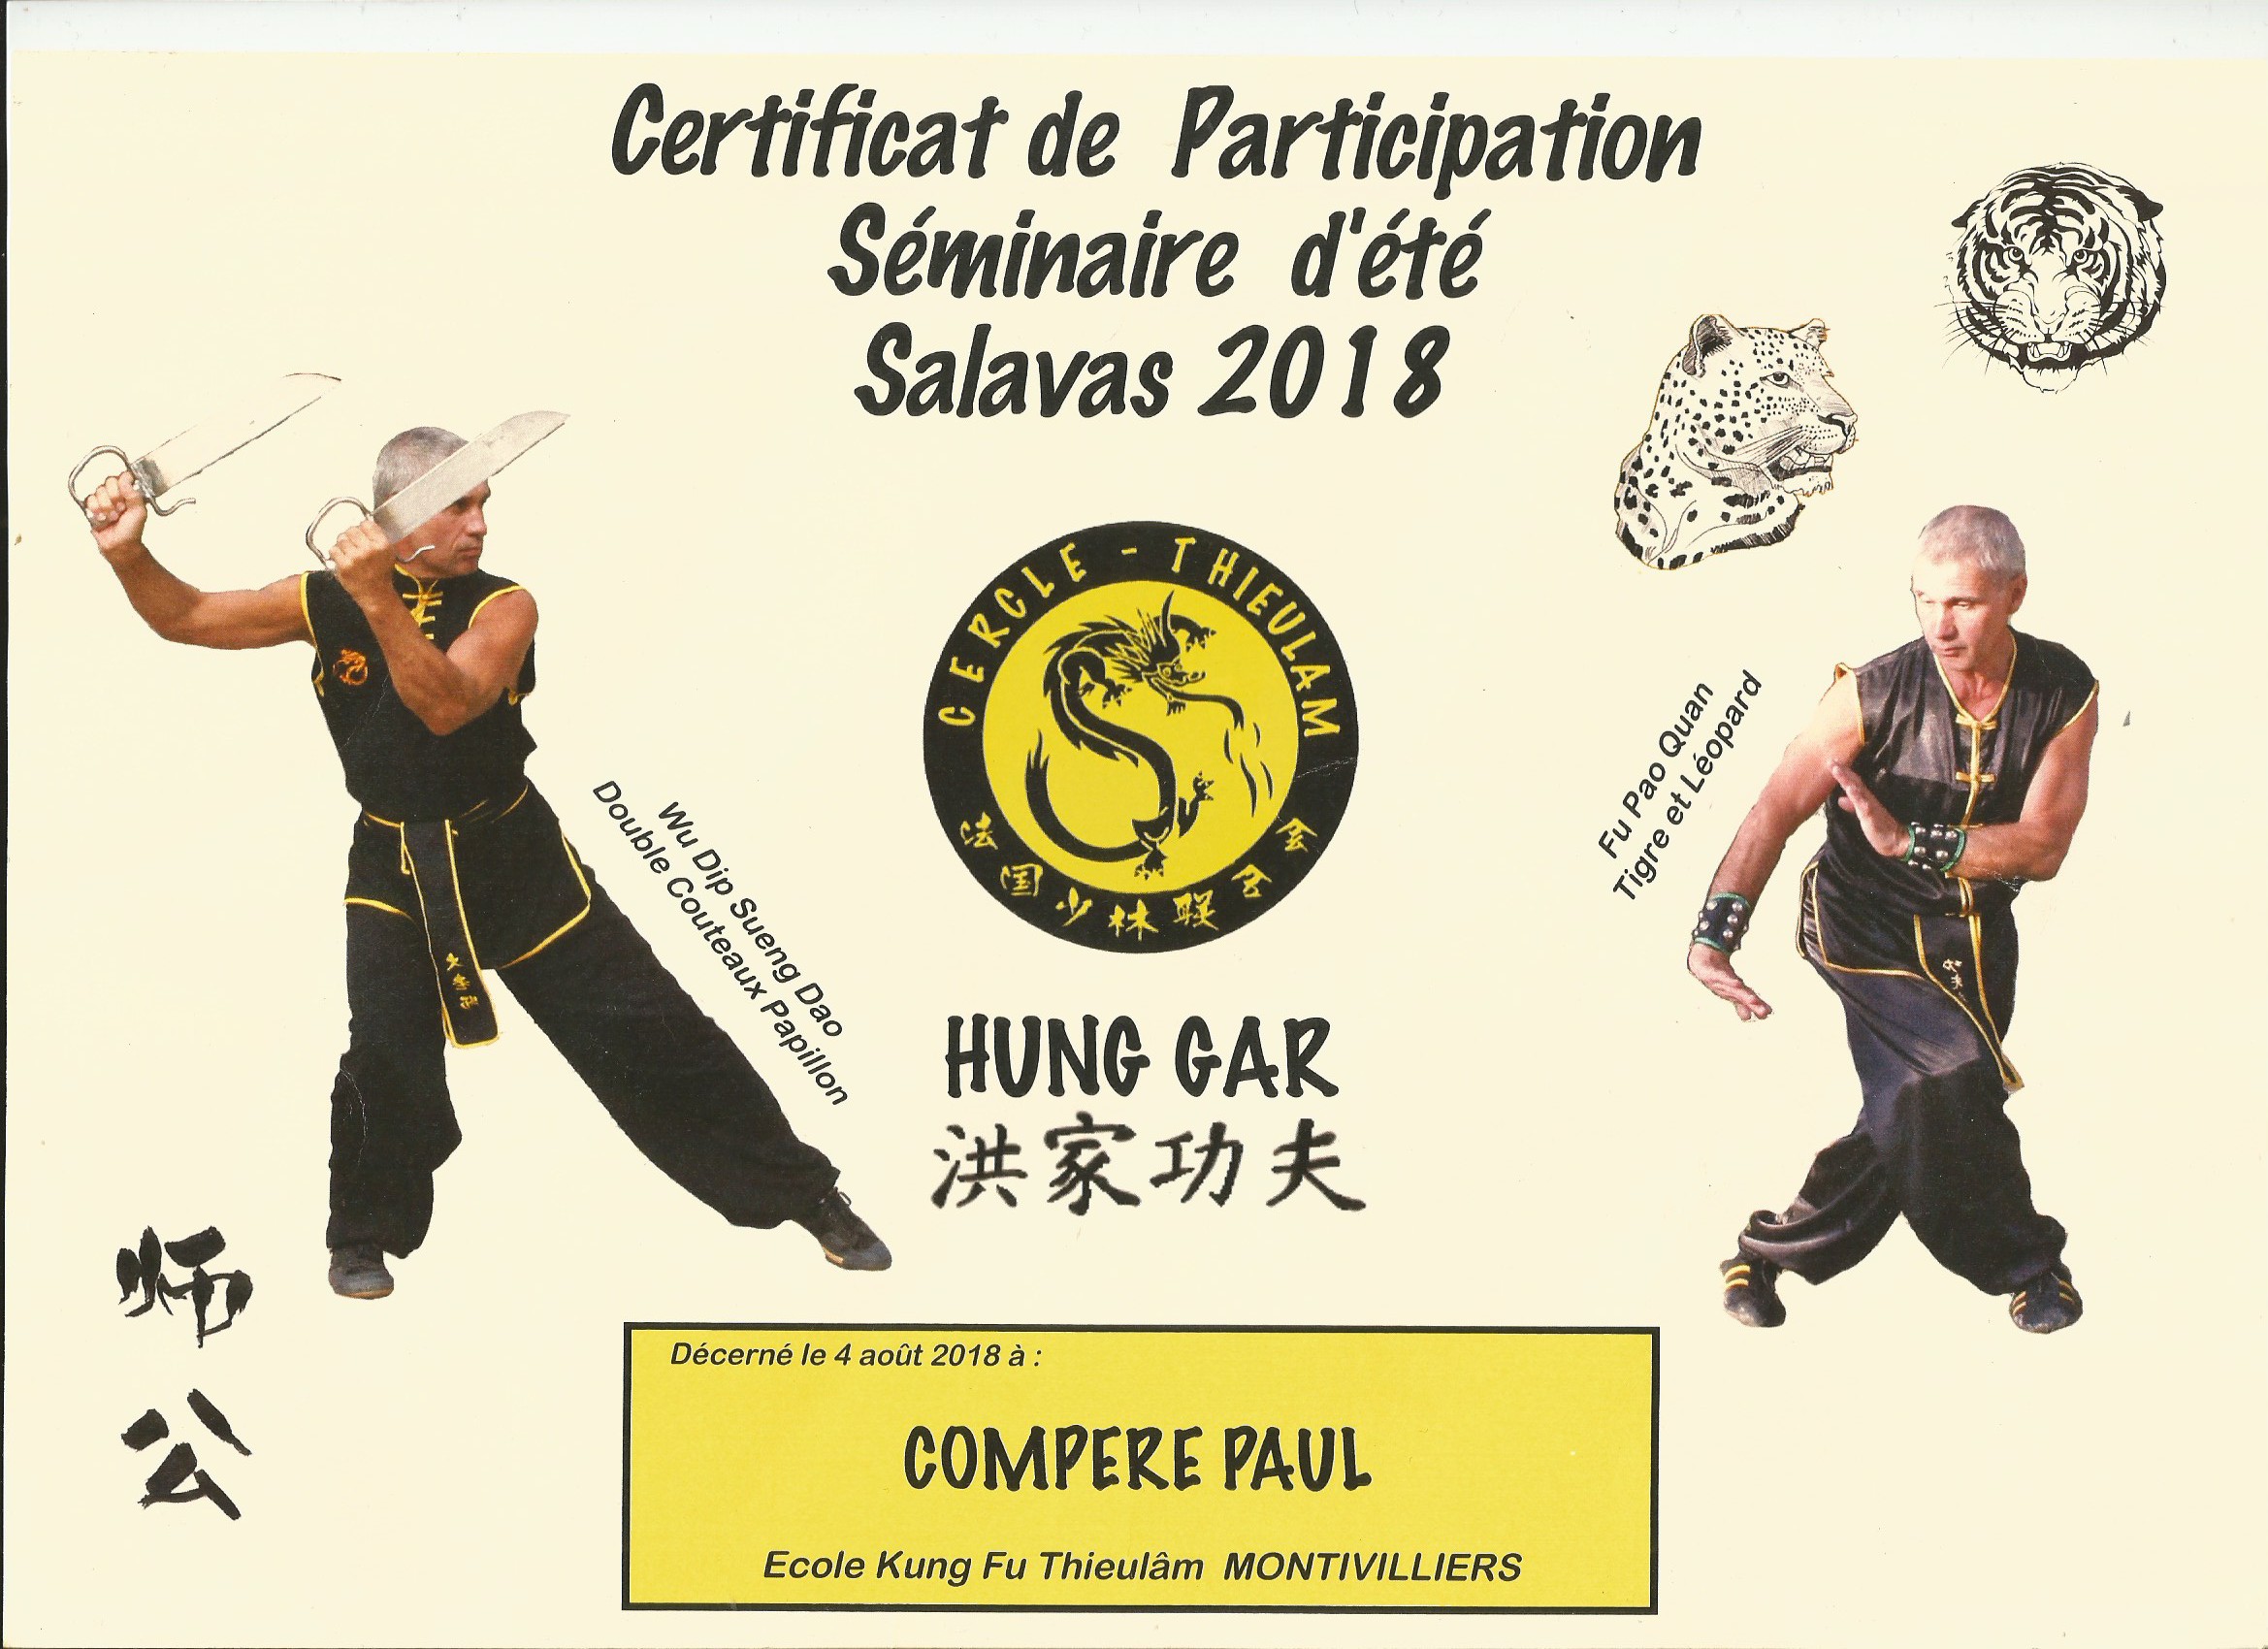 Certificat de Participation
Séminaire d'été
Salavas 2018
CERCLE - THIEULAM
法国少林联合会
Wu Dip Sueng Dao
Double Couteaux Papillon
Fu Pao Quan
Tigre et Léopard
HUNG GAR
洪家功夫
师公
Décerné le 4 août 2018 à :
COMPERE PAUL
Ecole Kung Fu Thieulâm MONTIVILLIERS